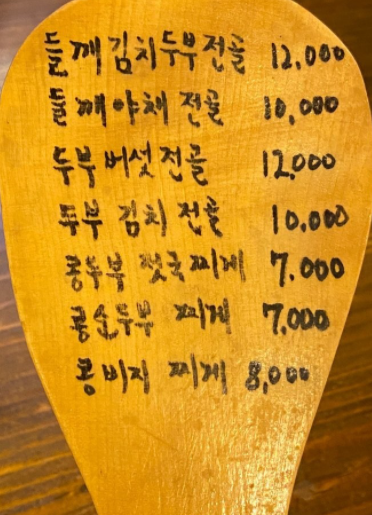 들깨김치두부전골 12,000
들깨야채전골 10,000
두부버섯전골 12,000
두부 김치 전골 10,000
콩두부 젓국찌게 7.000
콩순두부 찌게 7,000
콩비지 찌게 8,000